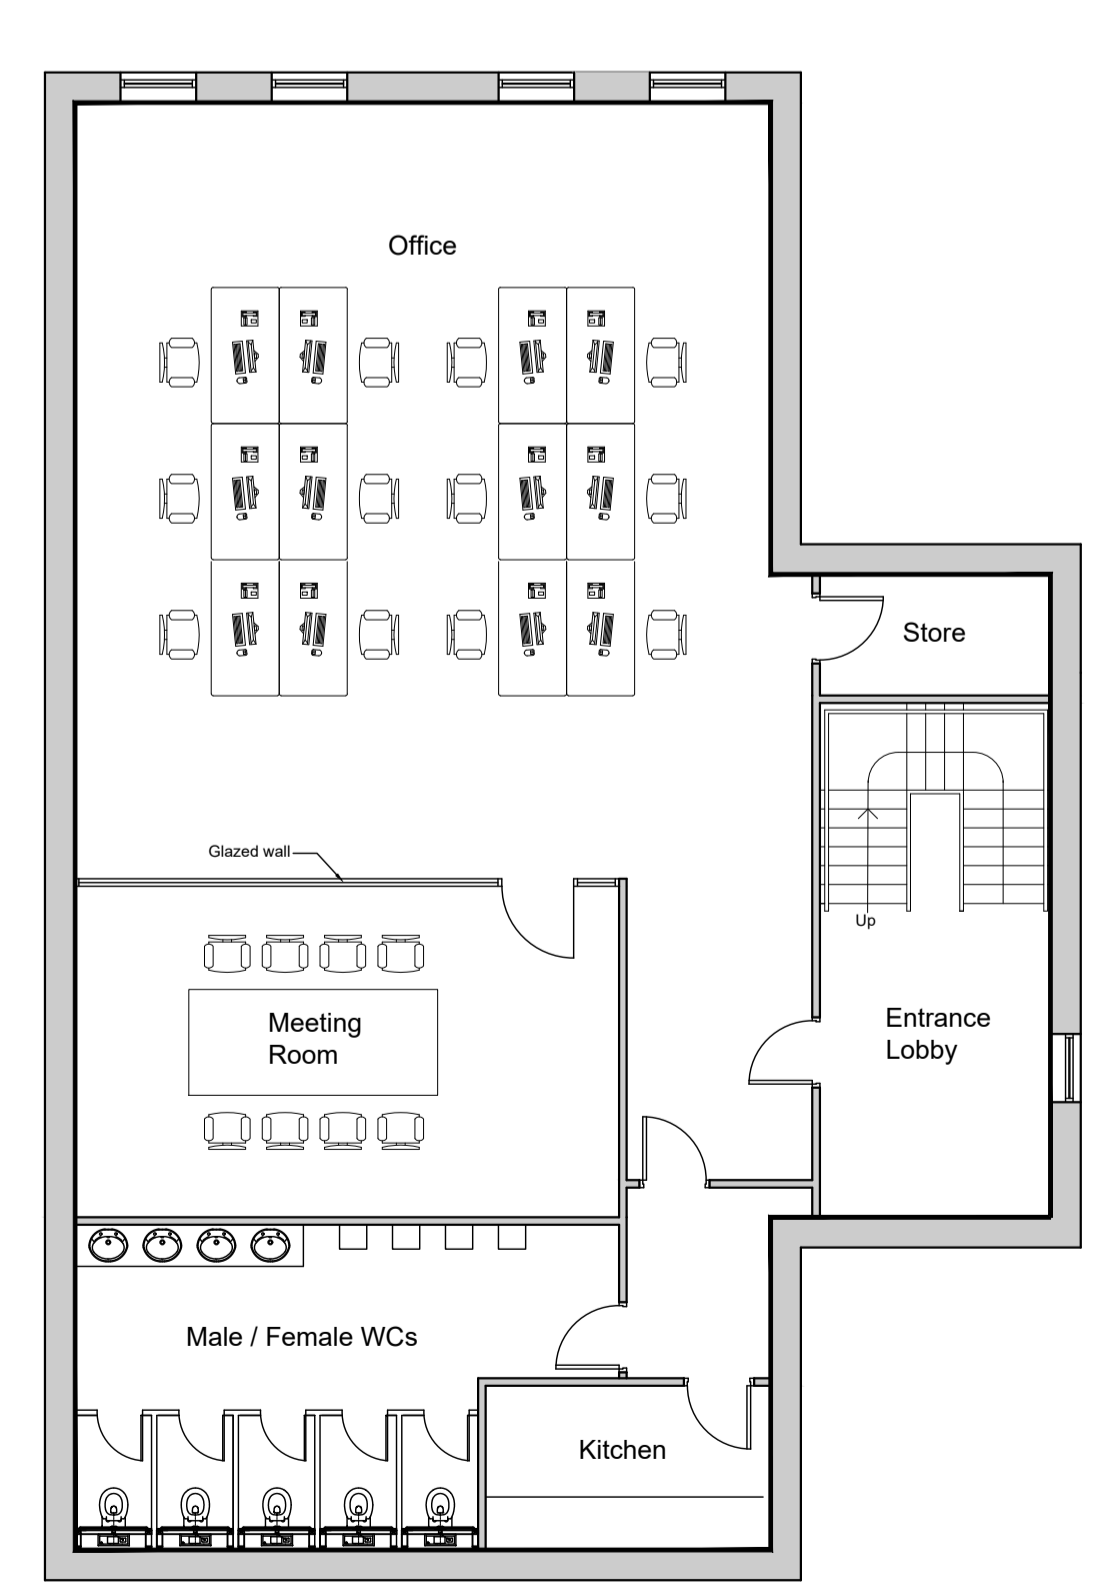 Office
Store
Glazed wall
Up
Meeting
Room
Entrance
Lobby
Male / Female WCs
Kitchen